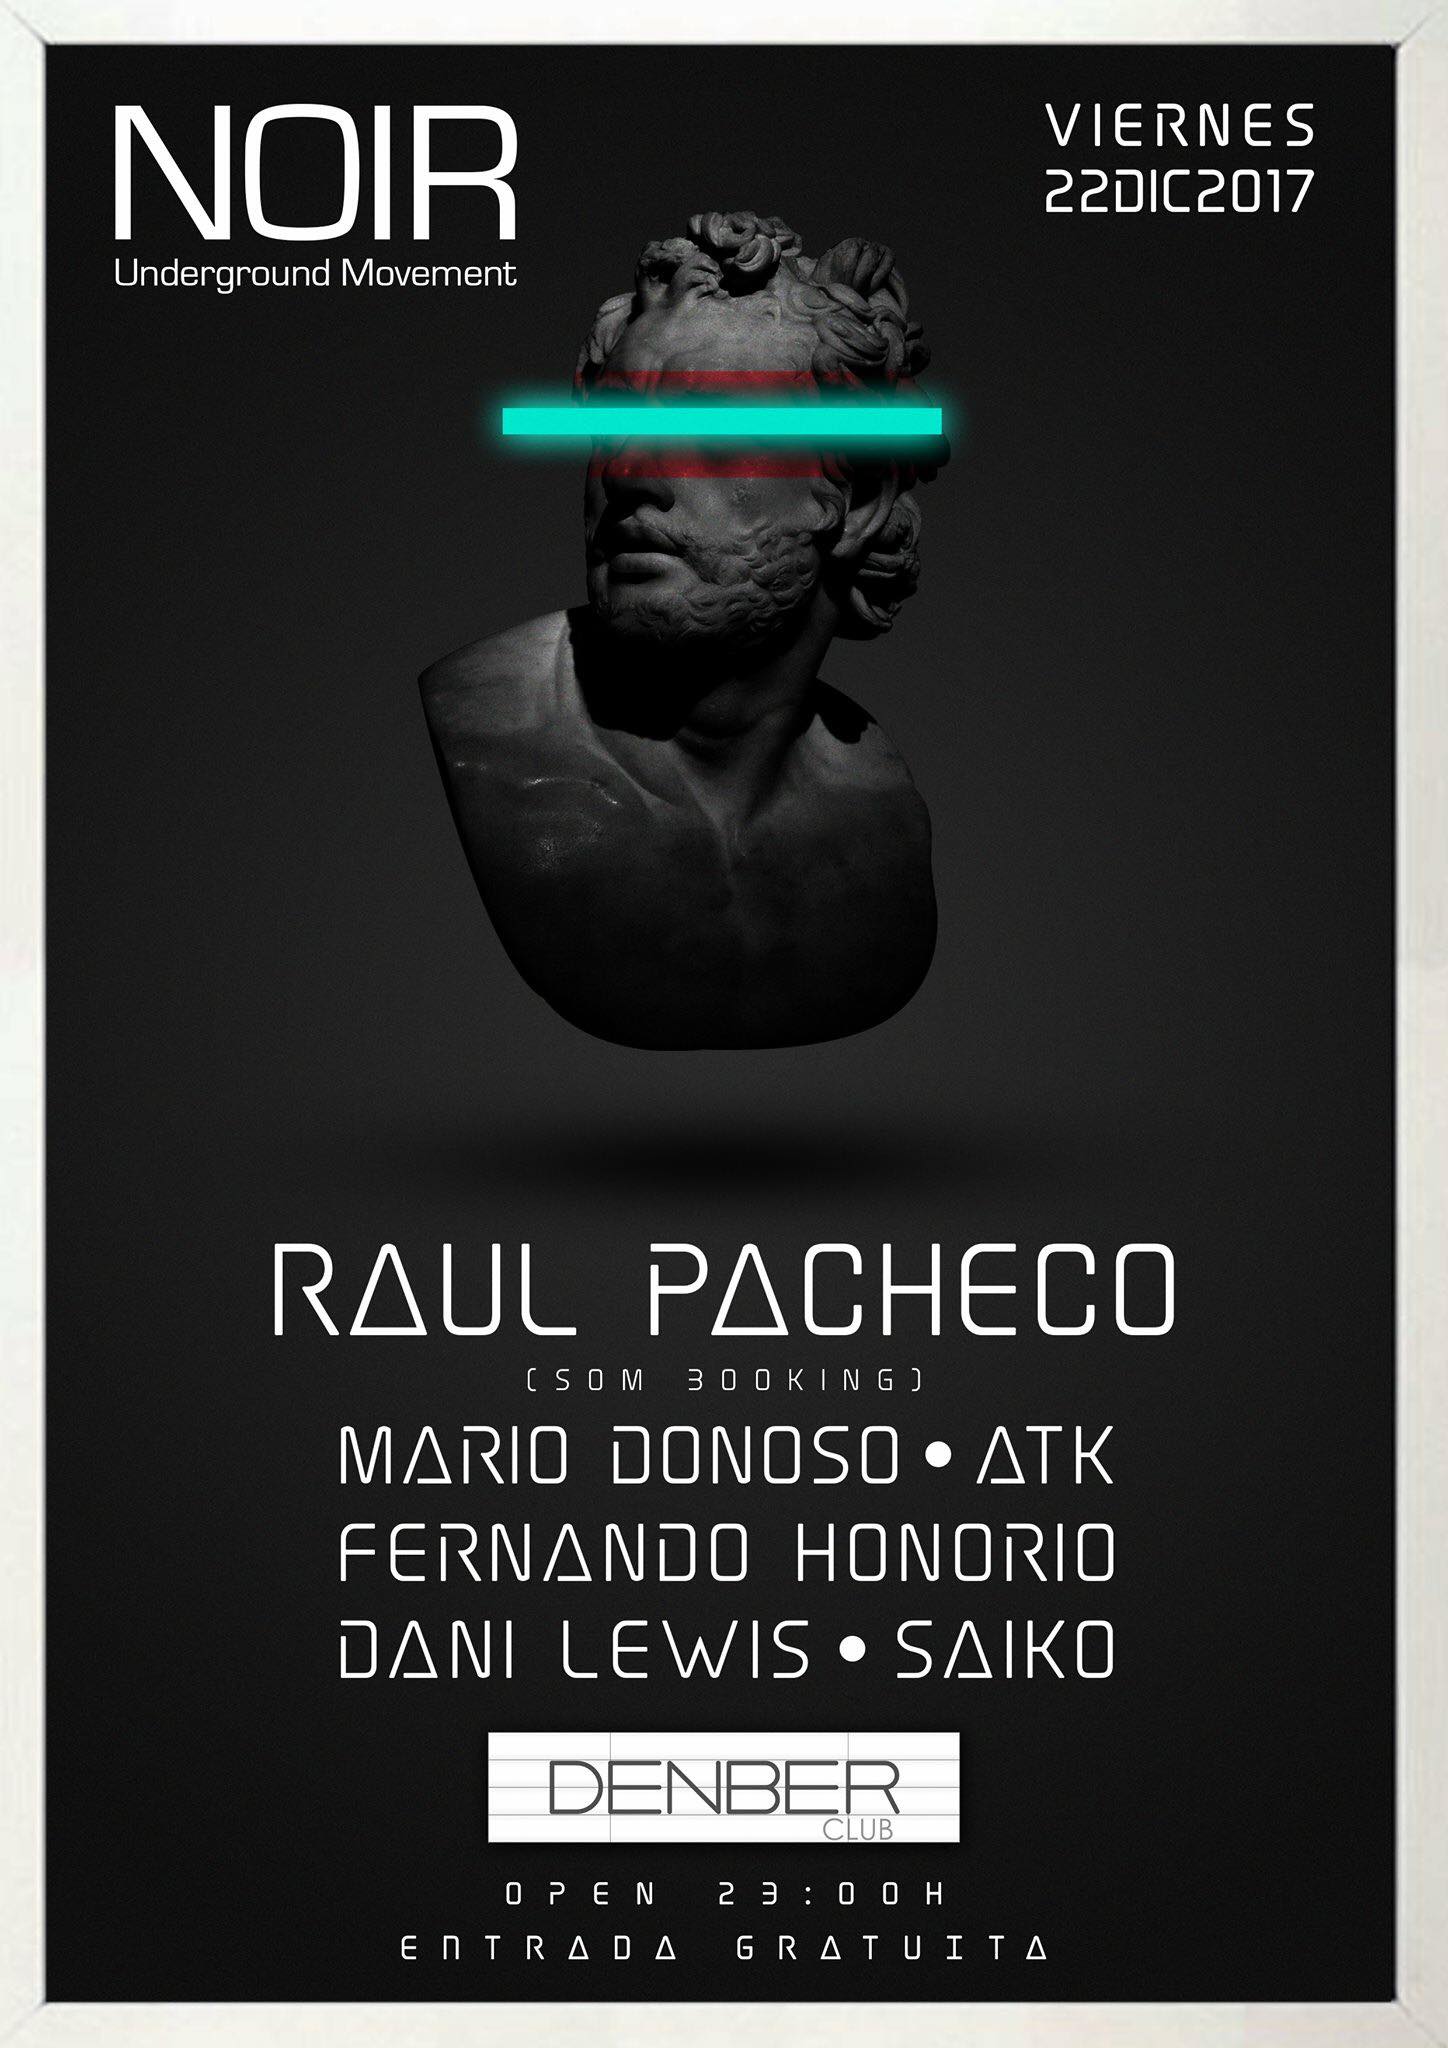 NOIR
Underground Movement
VIERNES
22DIC2017
RAUL PACHECO
(SOM BOOKING)
MARIO DONOSO • ATK
FERNANDO HONORIO
DANI LEWIS • SAIKO
DENBER
CLUB
OPEN 23:00H
ENTRADA GRATUITA